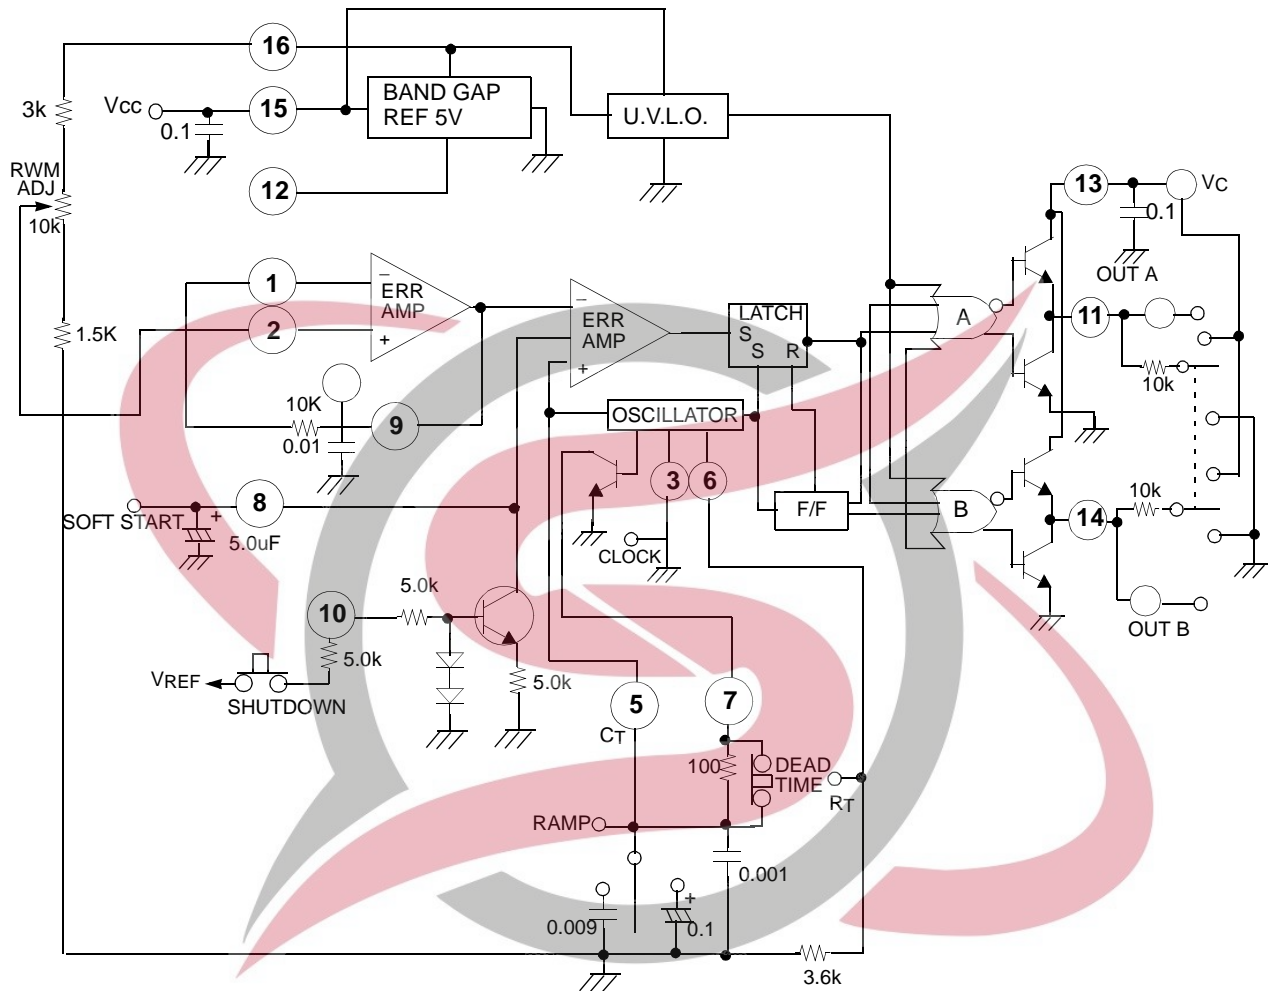 16
Vcc
15
0.1
3k
BAND GAP
REF 5V
U.V.L.O.
12
RWM
ADJ
10k
13
VC
0.1
OUT A
1
ERR
AMP
−
+
2
1.5K
−
ERR
AMP
+
LATCH
S
S
R
A
11
10k
10K
0.01
9
OSCILLATOR
3
6
F/F
B
10k
14
SOFT START
8
+
5.0uF
CLOCK
OUT B
10
5.0k
5.0k
5.0k
VREF
SHUTDOWN
5
CT
7
100
DEAD
TIME
RT
RAMP
0.001
0.009
+
0.1
3.6k